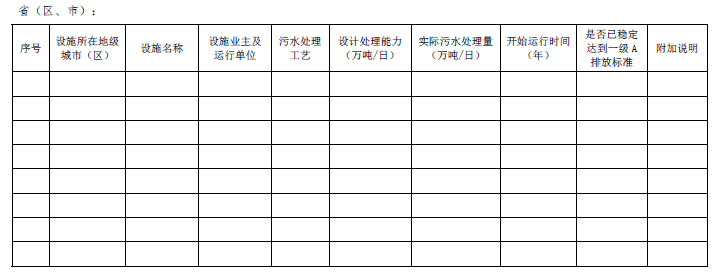 省（区、市）：
序号
设施所在地级
城市（区）
设施名称
设施业主及
运行单位
污水处理
工艺
设计处理能力
（万吨/日）
实际污水处理量
（万吨/日）
开始运行时间
（年）
是否已稳定
达到一级 A
排放标准
附加说明